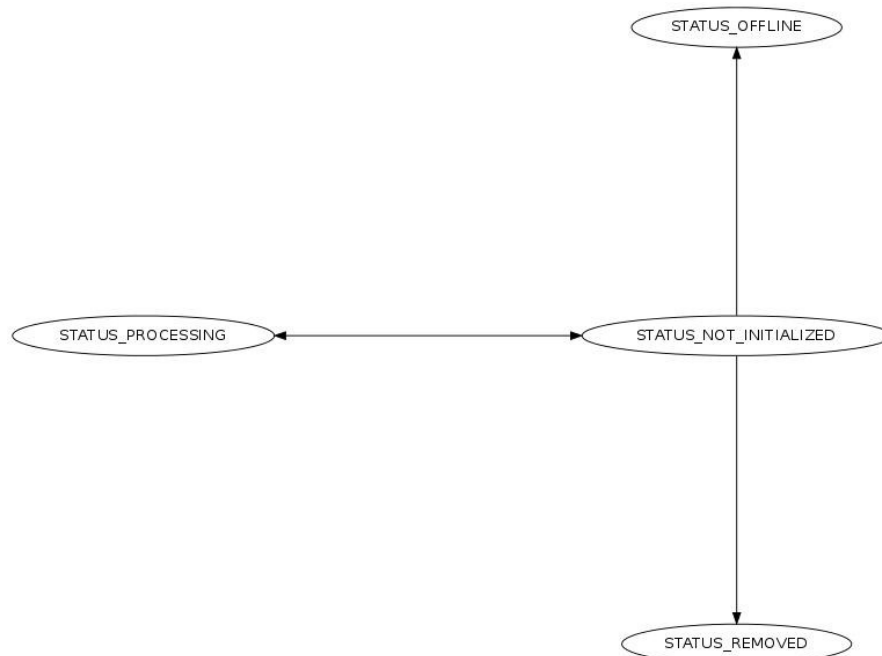 STATUS_OFFLINE
STATUS_PROCESSING
STATUS_NOT_INITIALIZED
STATUS_REMOVED